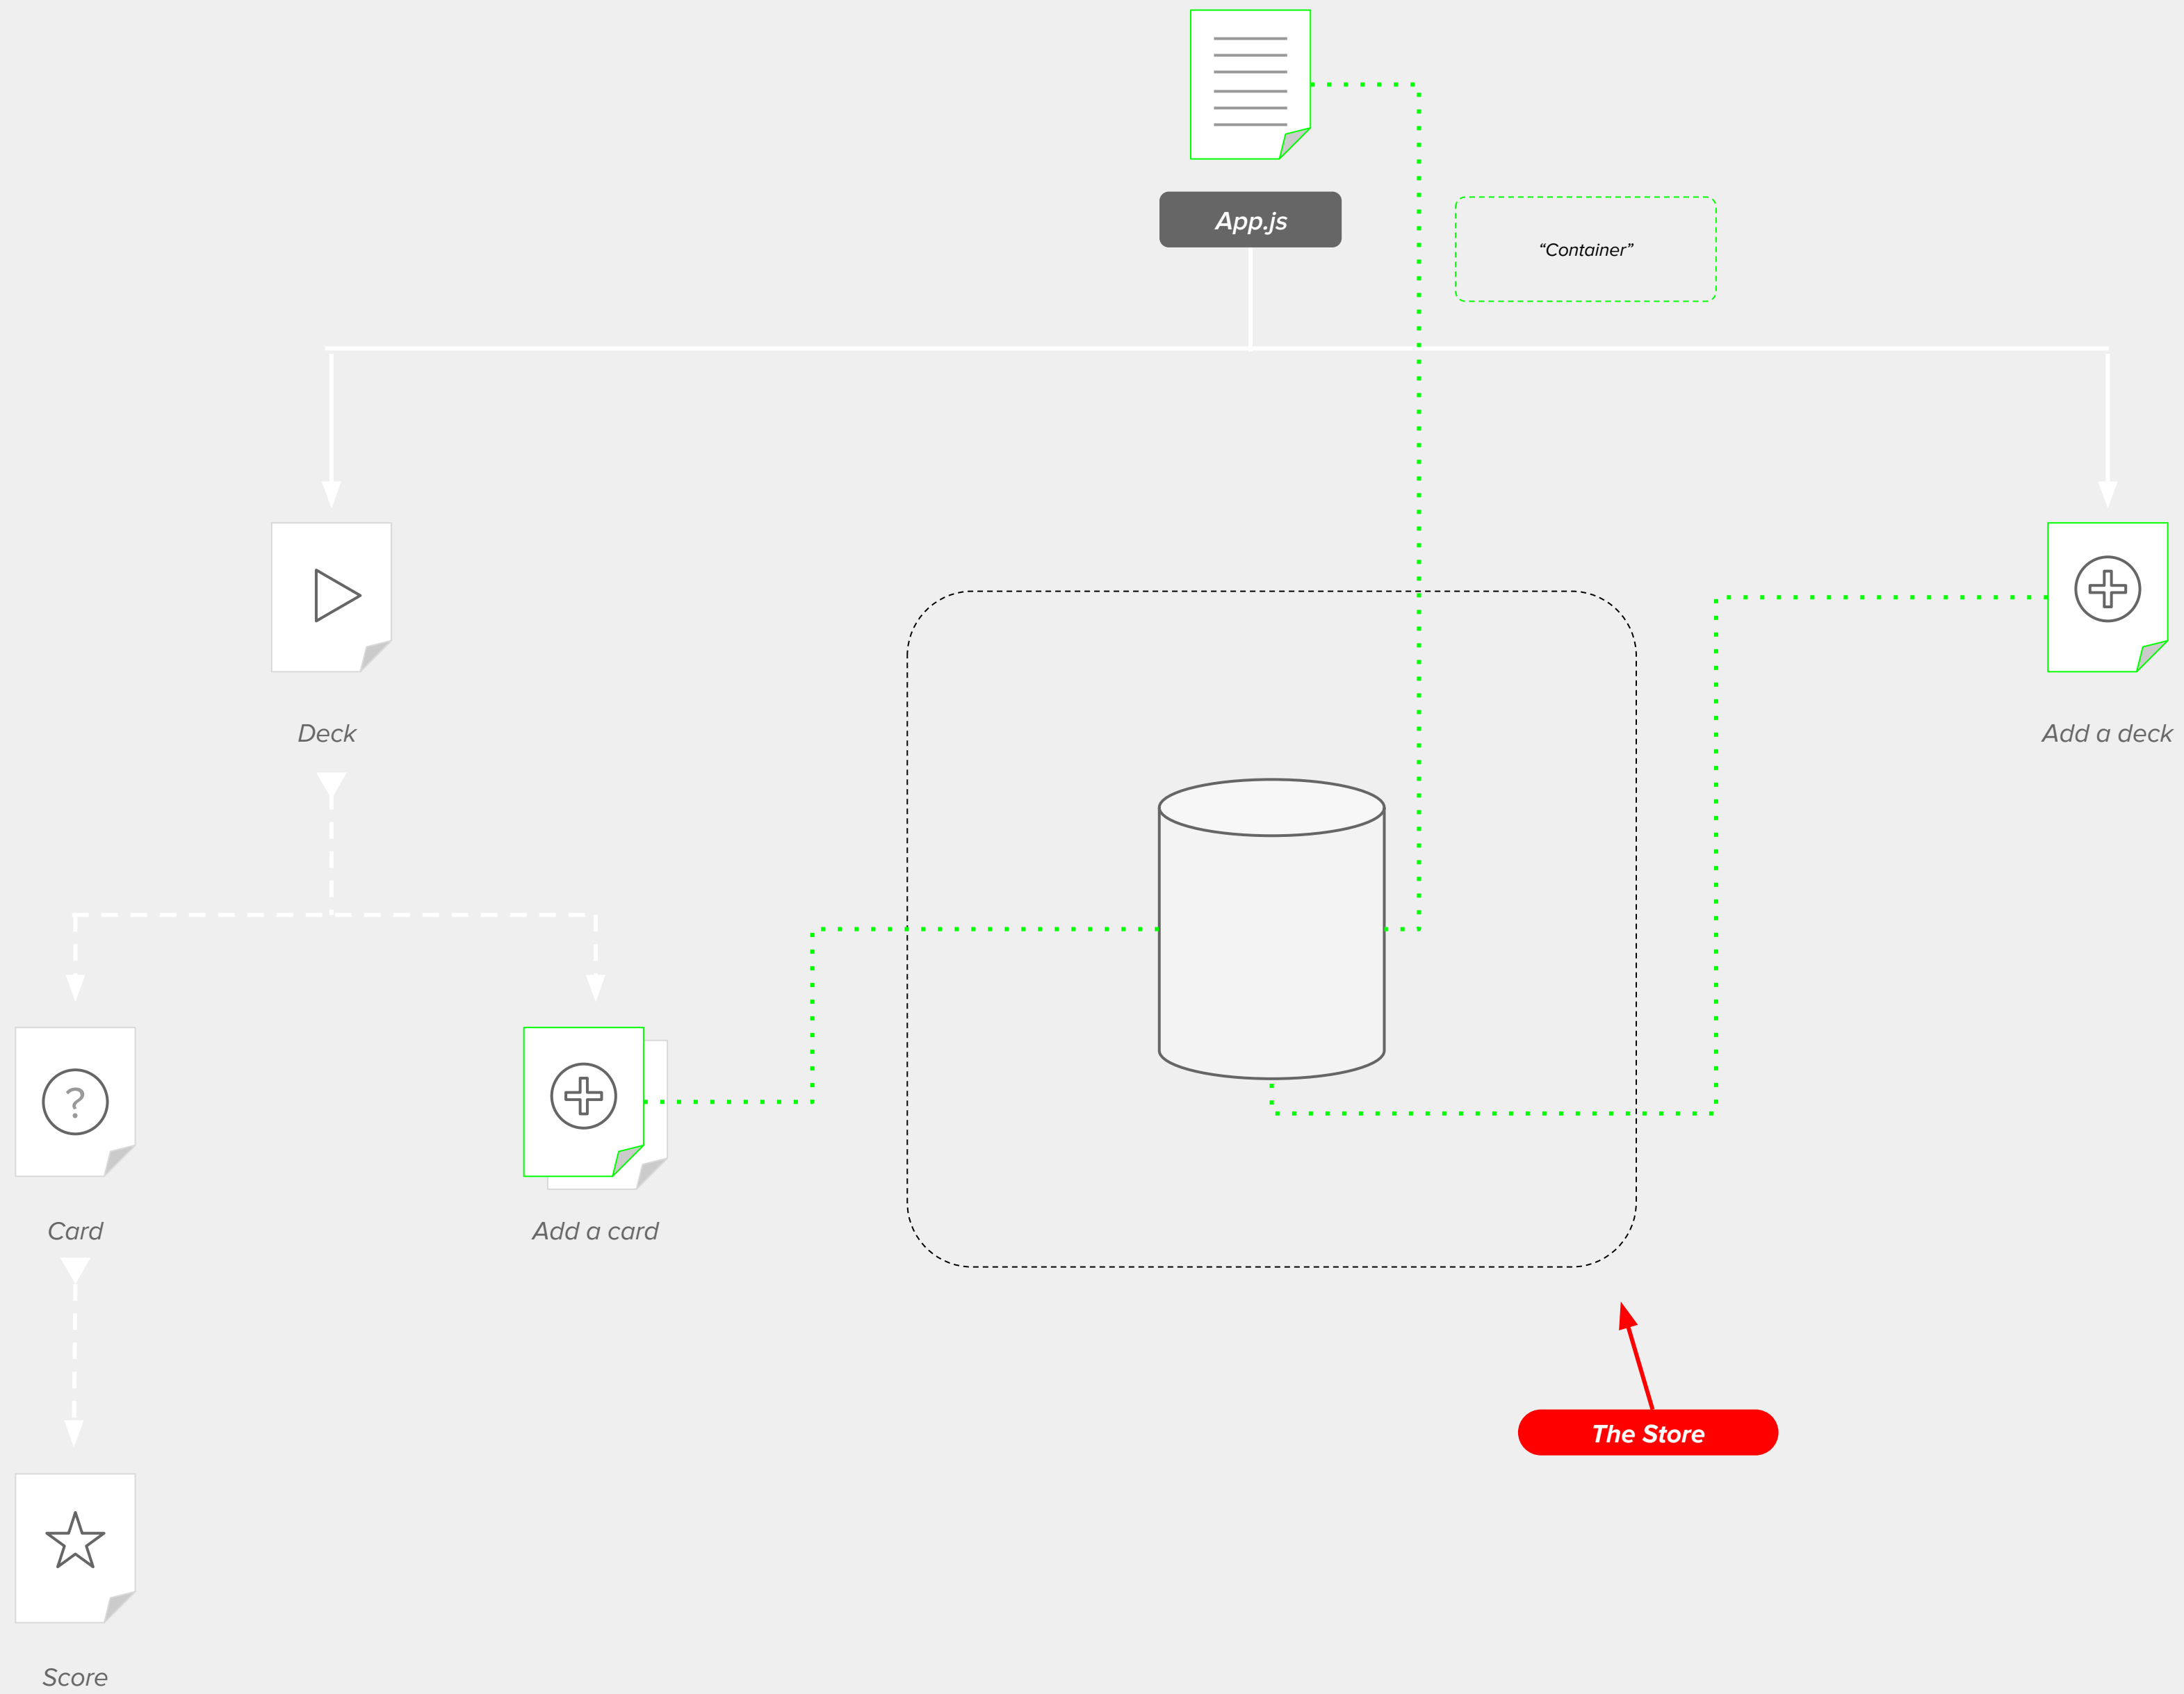 App.js
“Container”
Deck
Add a deck
?
Card
Add a card
The Store
Score